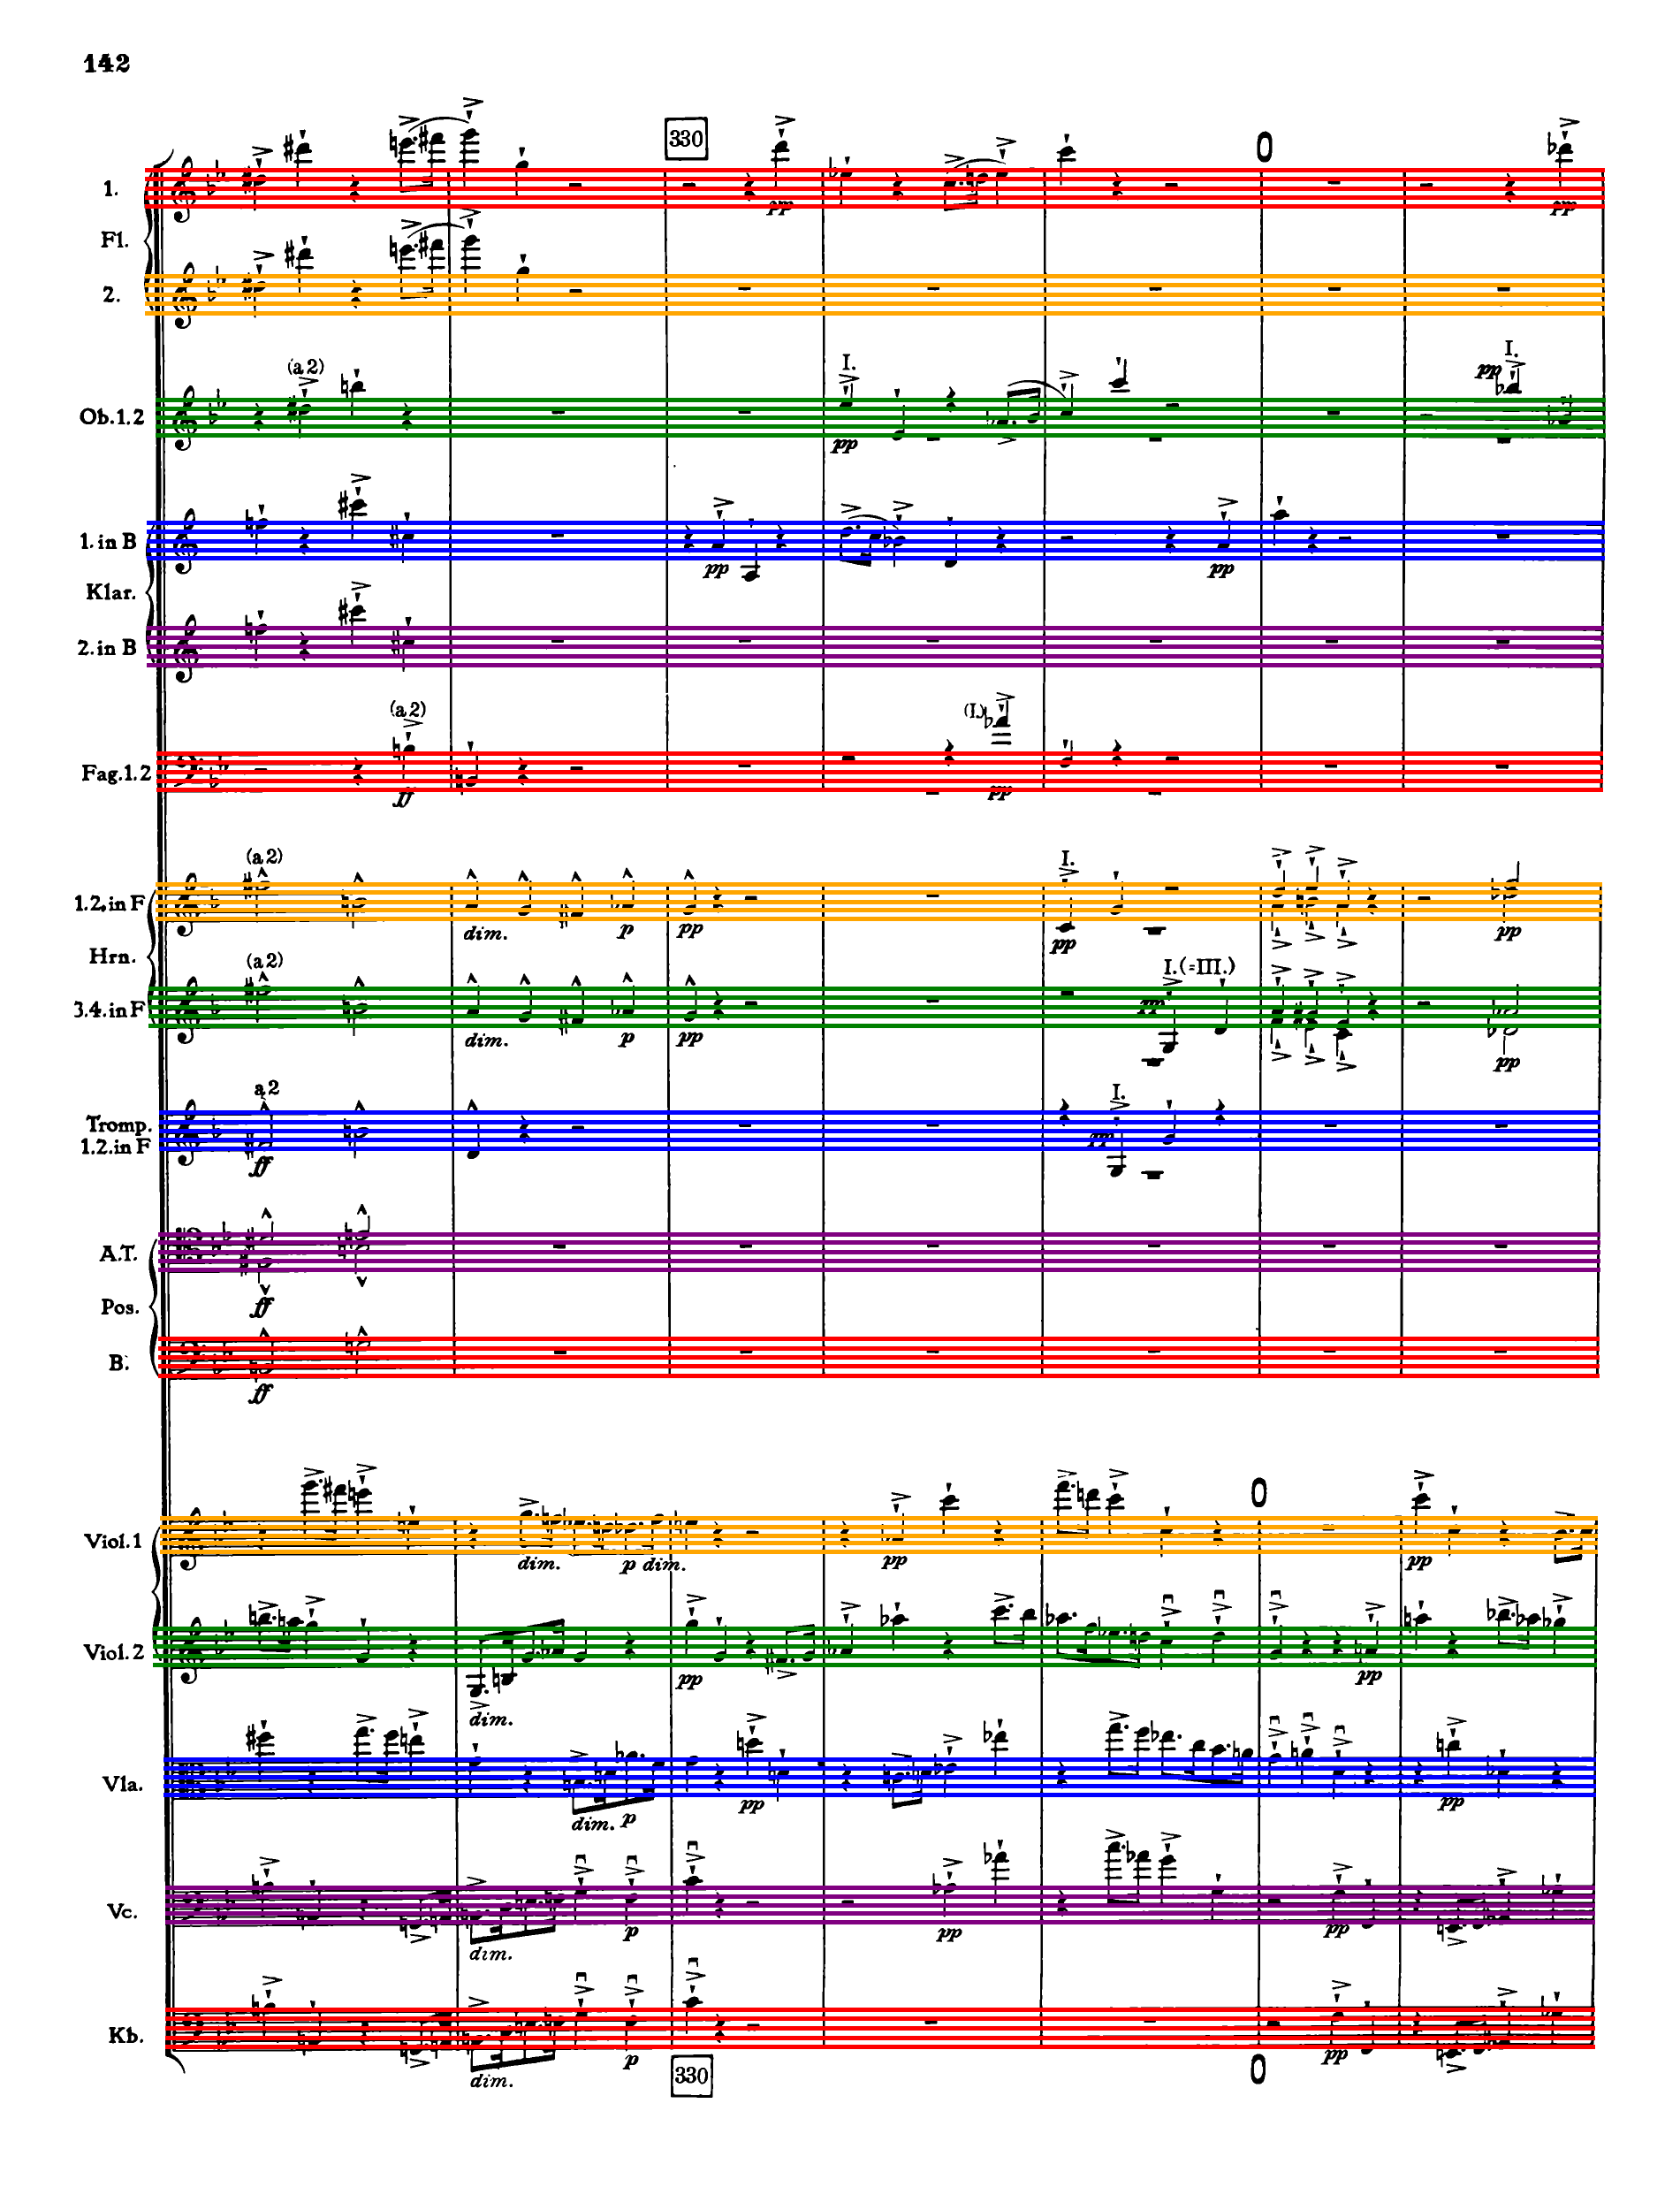 142
330 O
1.
Fl.
pp pp
2.
(a 2) I. I.
pp
Ob.1.2
pp
1. in B
pp pp
Klar.
2. in B
(a 2) (I.)
Fag.1.2
ff pp
(a 2) I.
1.2. in F
dim. p pp pp pp
Hrn.
(a 2) I.(=III.)
3.4. in F pp
dim. p pp pp
a 2 I.
Tromp.
1.2. in F pp
ff
A.T.
ff
Pos.
B.
ff
O
Viol.1
dim. p dim. pp pp
Viol. 2
pp pp
dim.
Vla.
dim. p pp pp
Vc.
p pp pp
dim.
Kb.
p pp
dim.
330 O